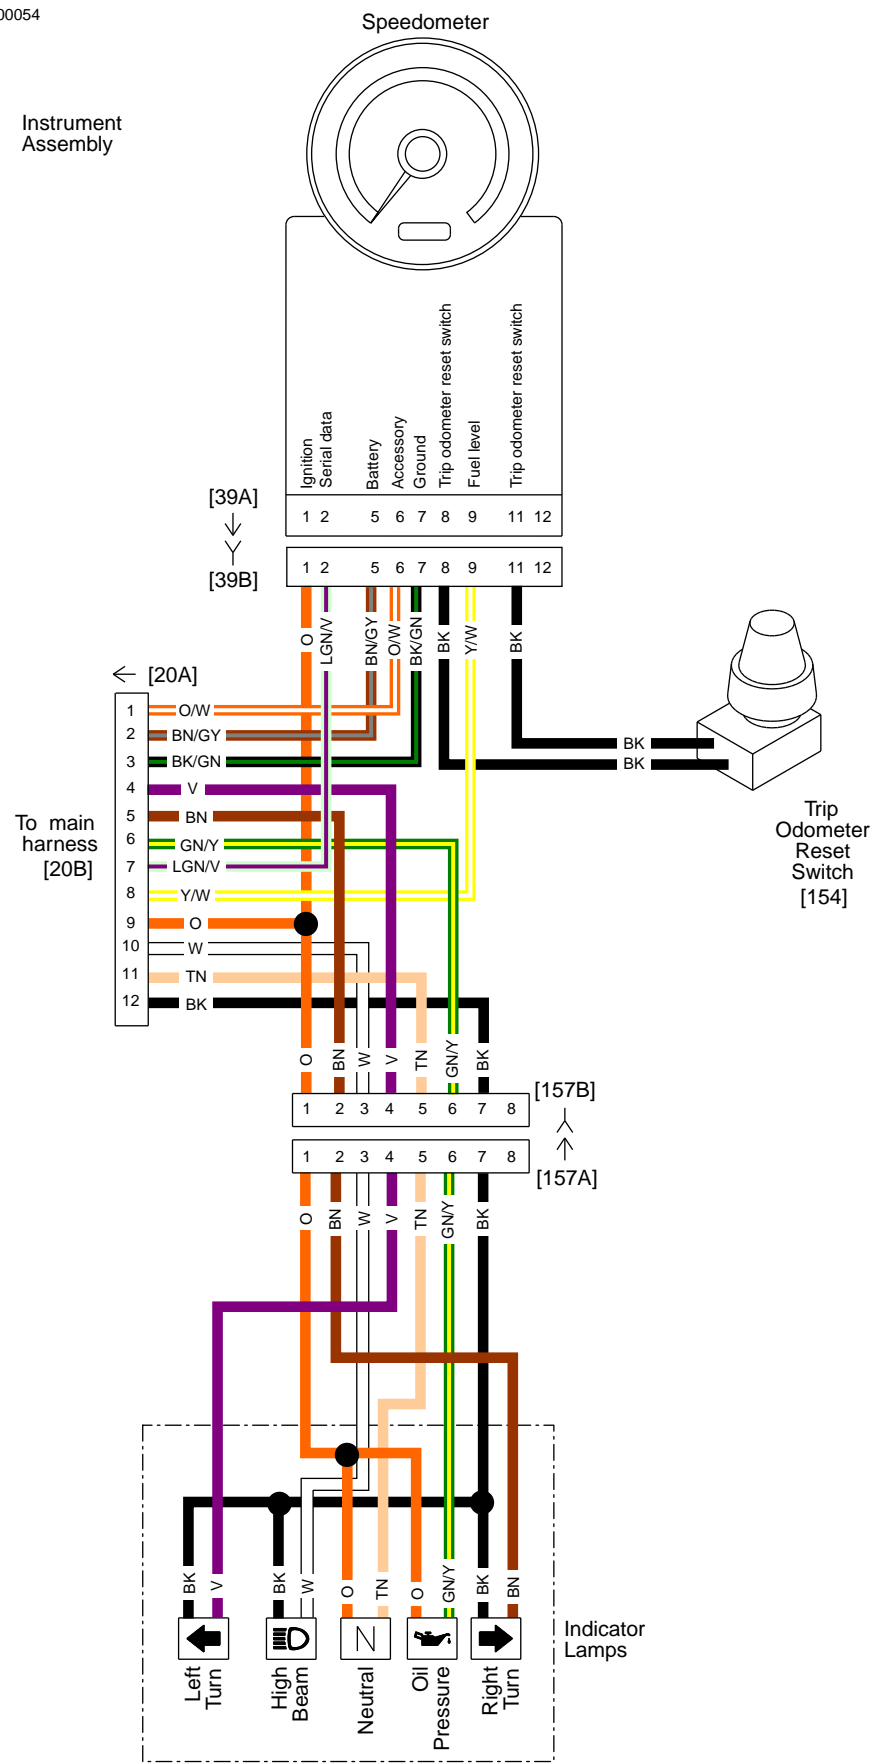 00054
Speedometer
Instrument
Assembly
Ignition
Serial data
Battery
Accessory
Ground
Trip odometer reset switch
Fuel level
Trip odometer reset switch
[39A]
1 2 5 6 7 8 9 11 12
[39B]
1 2 5 6 7 8 9 11 12
O LGN/V BN/GY O/W BK/GN BK Y/W BK
[20A]
1 O/W
2 BN/GY
3 BK/GN
4 V
5 BN
6 GN/Y
7 LGN/V
8 Y/W
9 O
10 W
11 TN
12 BK
To main
harness
[20B]
BK
BK
Trip
Odometer
Reset
Switch
[154]
O BN W V TN GN/Y BK
[157B]
1 2 3 4 5 6 7 8
1 2 3 4 5 6 7 8
[157A]
O BN W V TN GN/Y BK
BK V BK W O TN O GN/Y BK BN
Left
Turn
High
Beam
Neutral
Oil
Pressure
Right
Turn
Indicator
Lamps